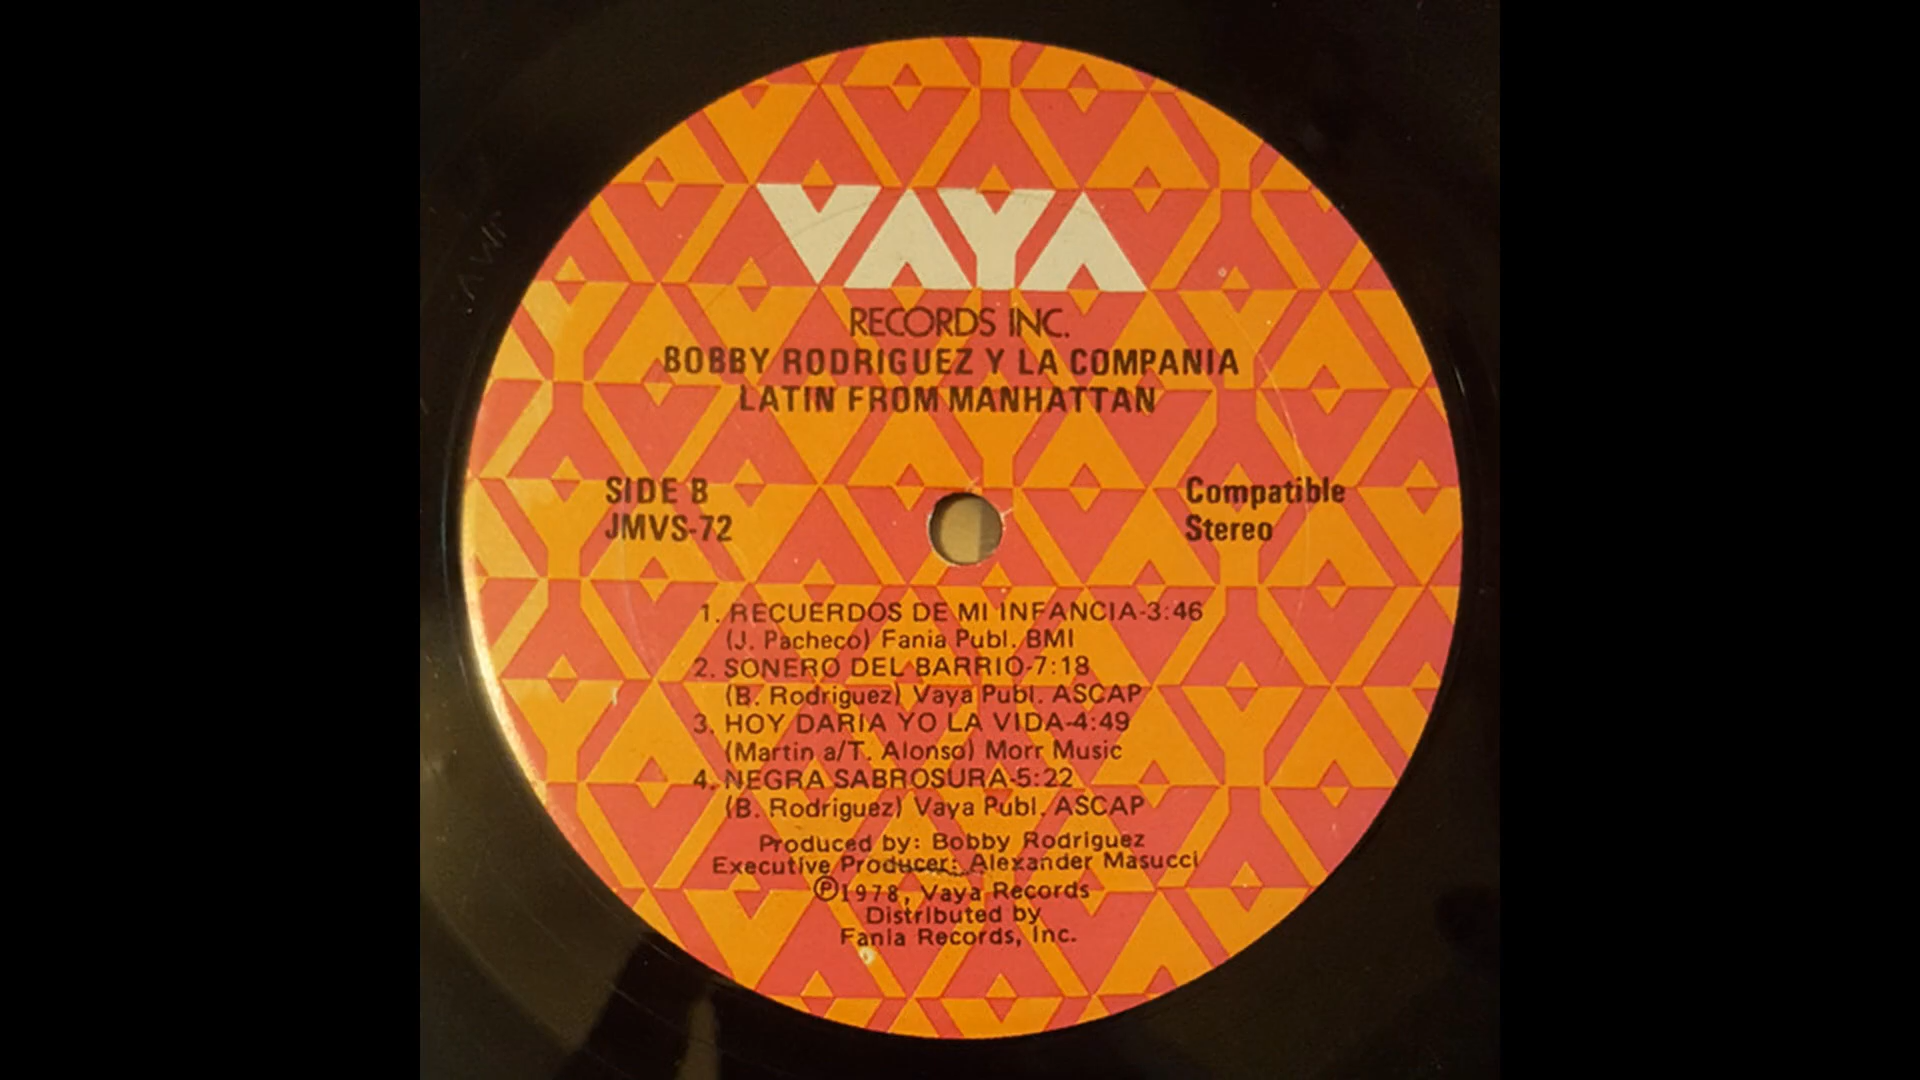 VAYA
RECORDS INC.
BOBBY RODRIGUEZ Y LA COMPANIA
LATIN FROM MANHATTAN
SIDE B
JMVS-72
Compatible
Stereo
1. RECUERDOS DE MI INFANCIA-3:46
(J. Pacheco) Fania Publ. BMI
2. SONERO DEL BARRIO-7:18
(B. Rodriguez) Vaya Publ. ASCAP
3. HOY DARIA YO LA VIDA-4:49
(Martin a/T. Alonso) Morr Music
4. NEGRA SABROSURA-5:22
(B. Rodriguez) Vaya Publ. ASCAP
Produced by: Bobby Rodriguez
Executive Producer: Alexander Masucci
Ⓟ1978, Vaya Records
Distributed by
Fania Records, Inc.